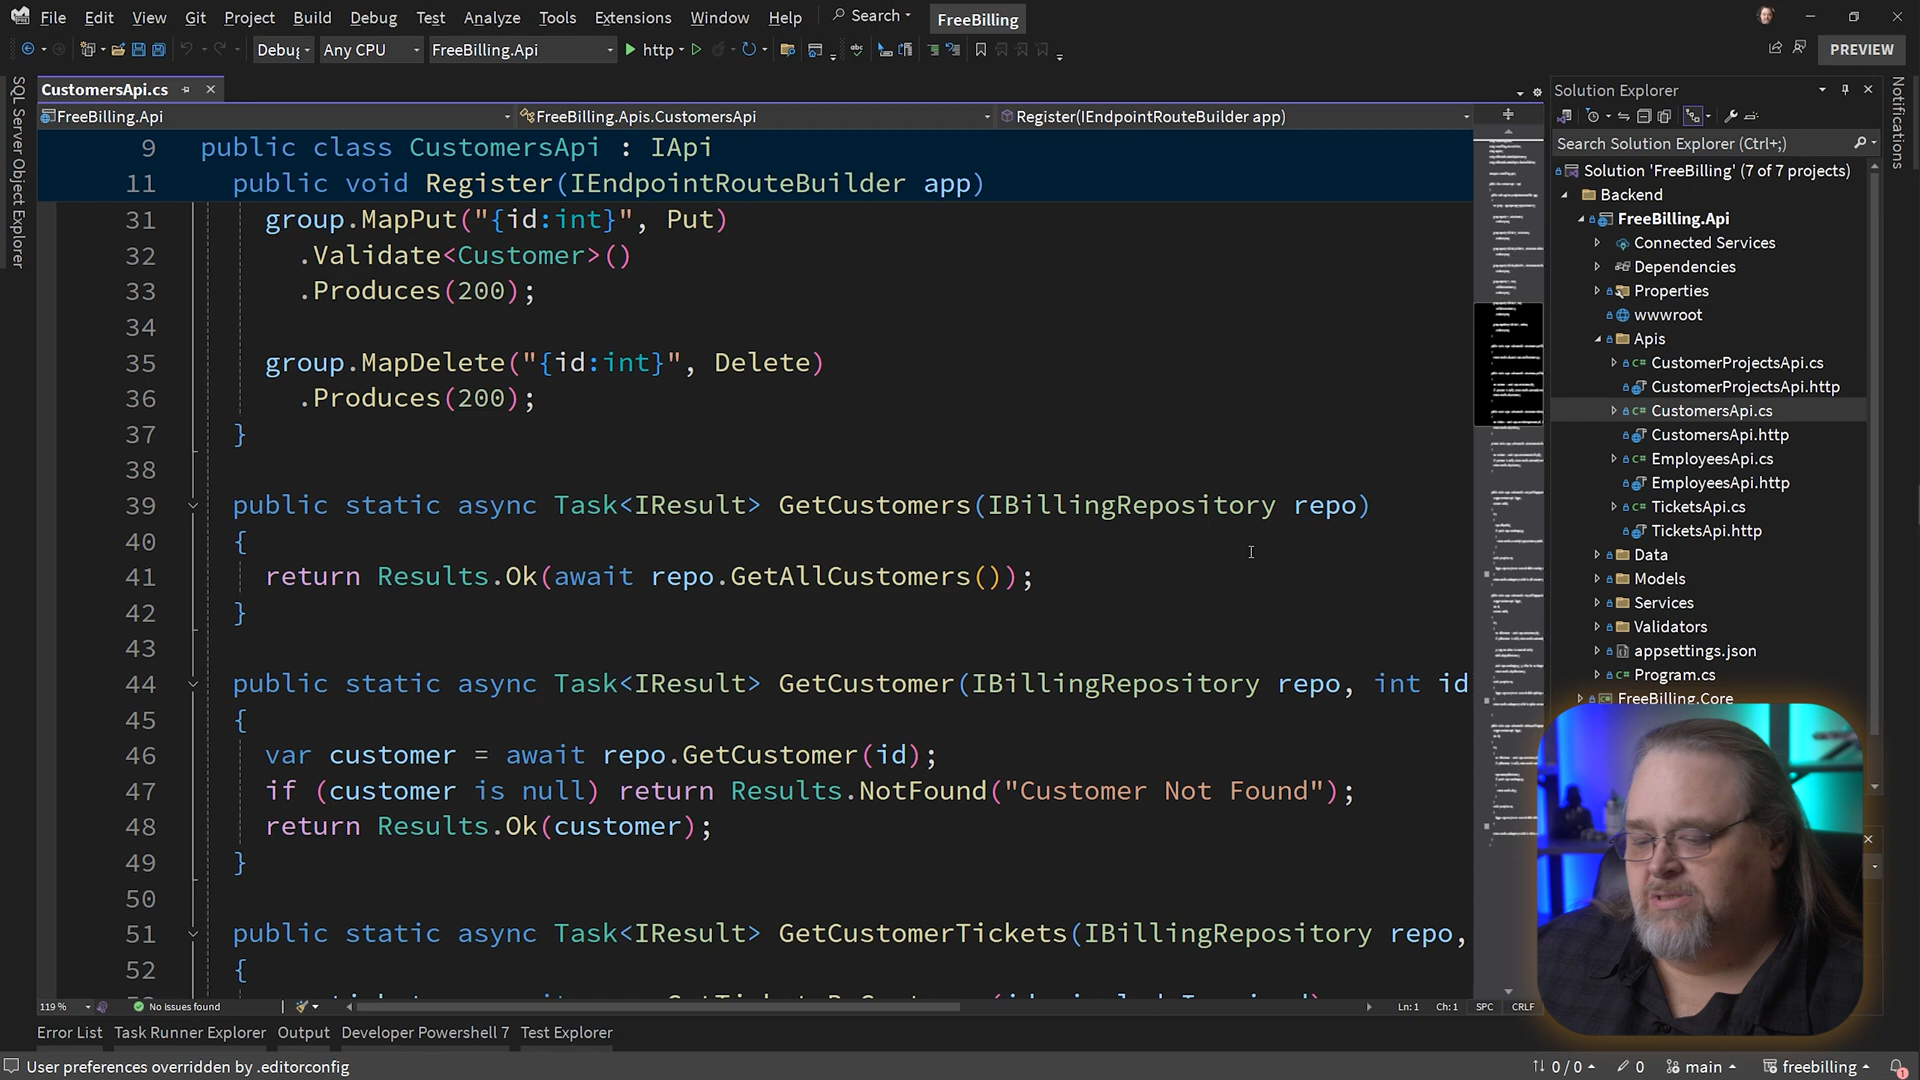 File Edit View Git Project Build Debug Test Analyze Tools Extensions Window Help Search FreeBilling
Debug Any CPU FreeBilling.Api http PREVIEW
CustomersApi.cs
FreeBilling.Api FreeBilling.Apis.CustomersApi Register(IEndpointRouteBuilder app)
9 public class CustomersApi : IApi
11 public void Register(IEndpointRouteBuilder app)
31 group.MapPut("{id:int}", Put)
32 .Validate<Customer>()
33 .Produces(200);
34
35 group.MapDelete("{id:int}", Delete)
36 .Produces(200);
37 }
38
39 public static async Task<IResult> GetCustomers(IBillingRepository repo)
40 {
41 return Results.Ok(await repo.GetAllCustomers());
42 }
43
44 public static async Task<IResult> GetCustomer(IBillingRepository repo, int id
45 {
46 var customer = await repo.GetCustomer(id);
47 if (customer is null) return Results.NotFound("Customer Not Found");
48 return Results.Ok(customer);
49 }
50
51 public static async Task<IResult> GetCustomerTickets(IBillingRepository repo,
52 {
119 % No issues found Ln:1 Ch:1 SPC CRLF
Error List Task Runner Explorer Output Developer Powershell 7 Test Explorer
User preferences overridden by .editorconfig 0 / 0 0 main freebilling 1
SQL Server Object Explorer
Solution Explorer
Search Solution Explorer (Ctrl+;)
Solution 'FreeBilling' (7 of 7 projects)
Backend
FreeBilling.Api
Connected Services
Dependencies
Properties
wwwroot
Apis
C# CustomerProjectsApi.cs
CustomerProjectsApi.http
C# CustomersApi.cs
CustomersApi.http
C# EmployeesApi.cs
EmployeesApi.http
C# TicketsApi.cs
TicketsApi.http
Data
Models
Services
Validators
appsettings.json
C# Program.cs
FreeBilling.Core
Notifications